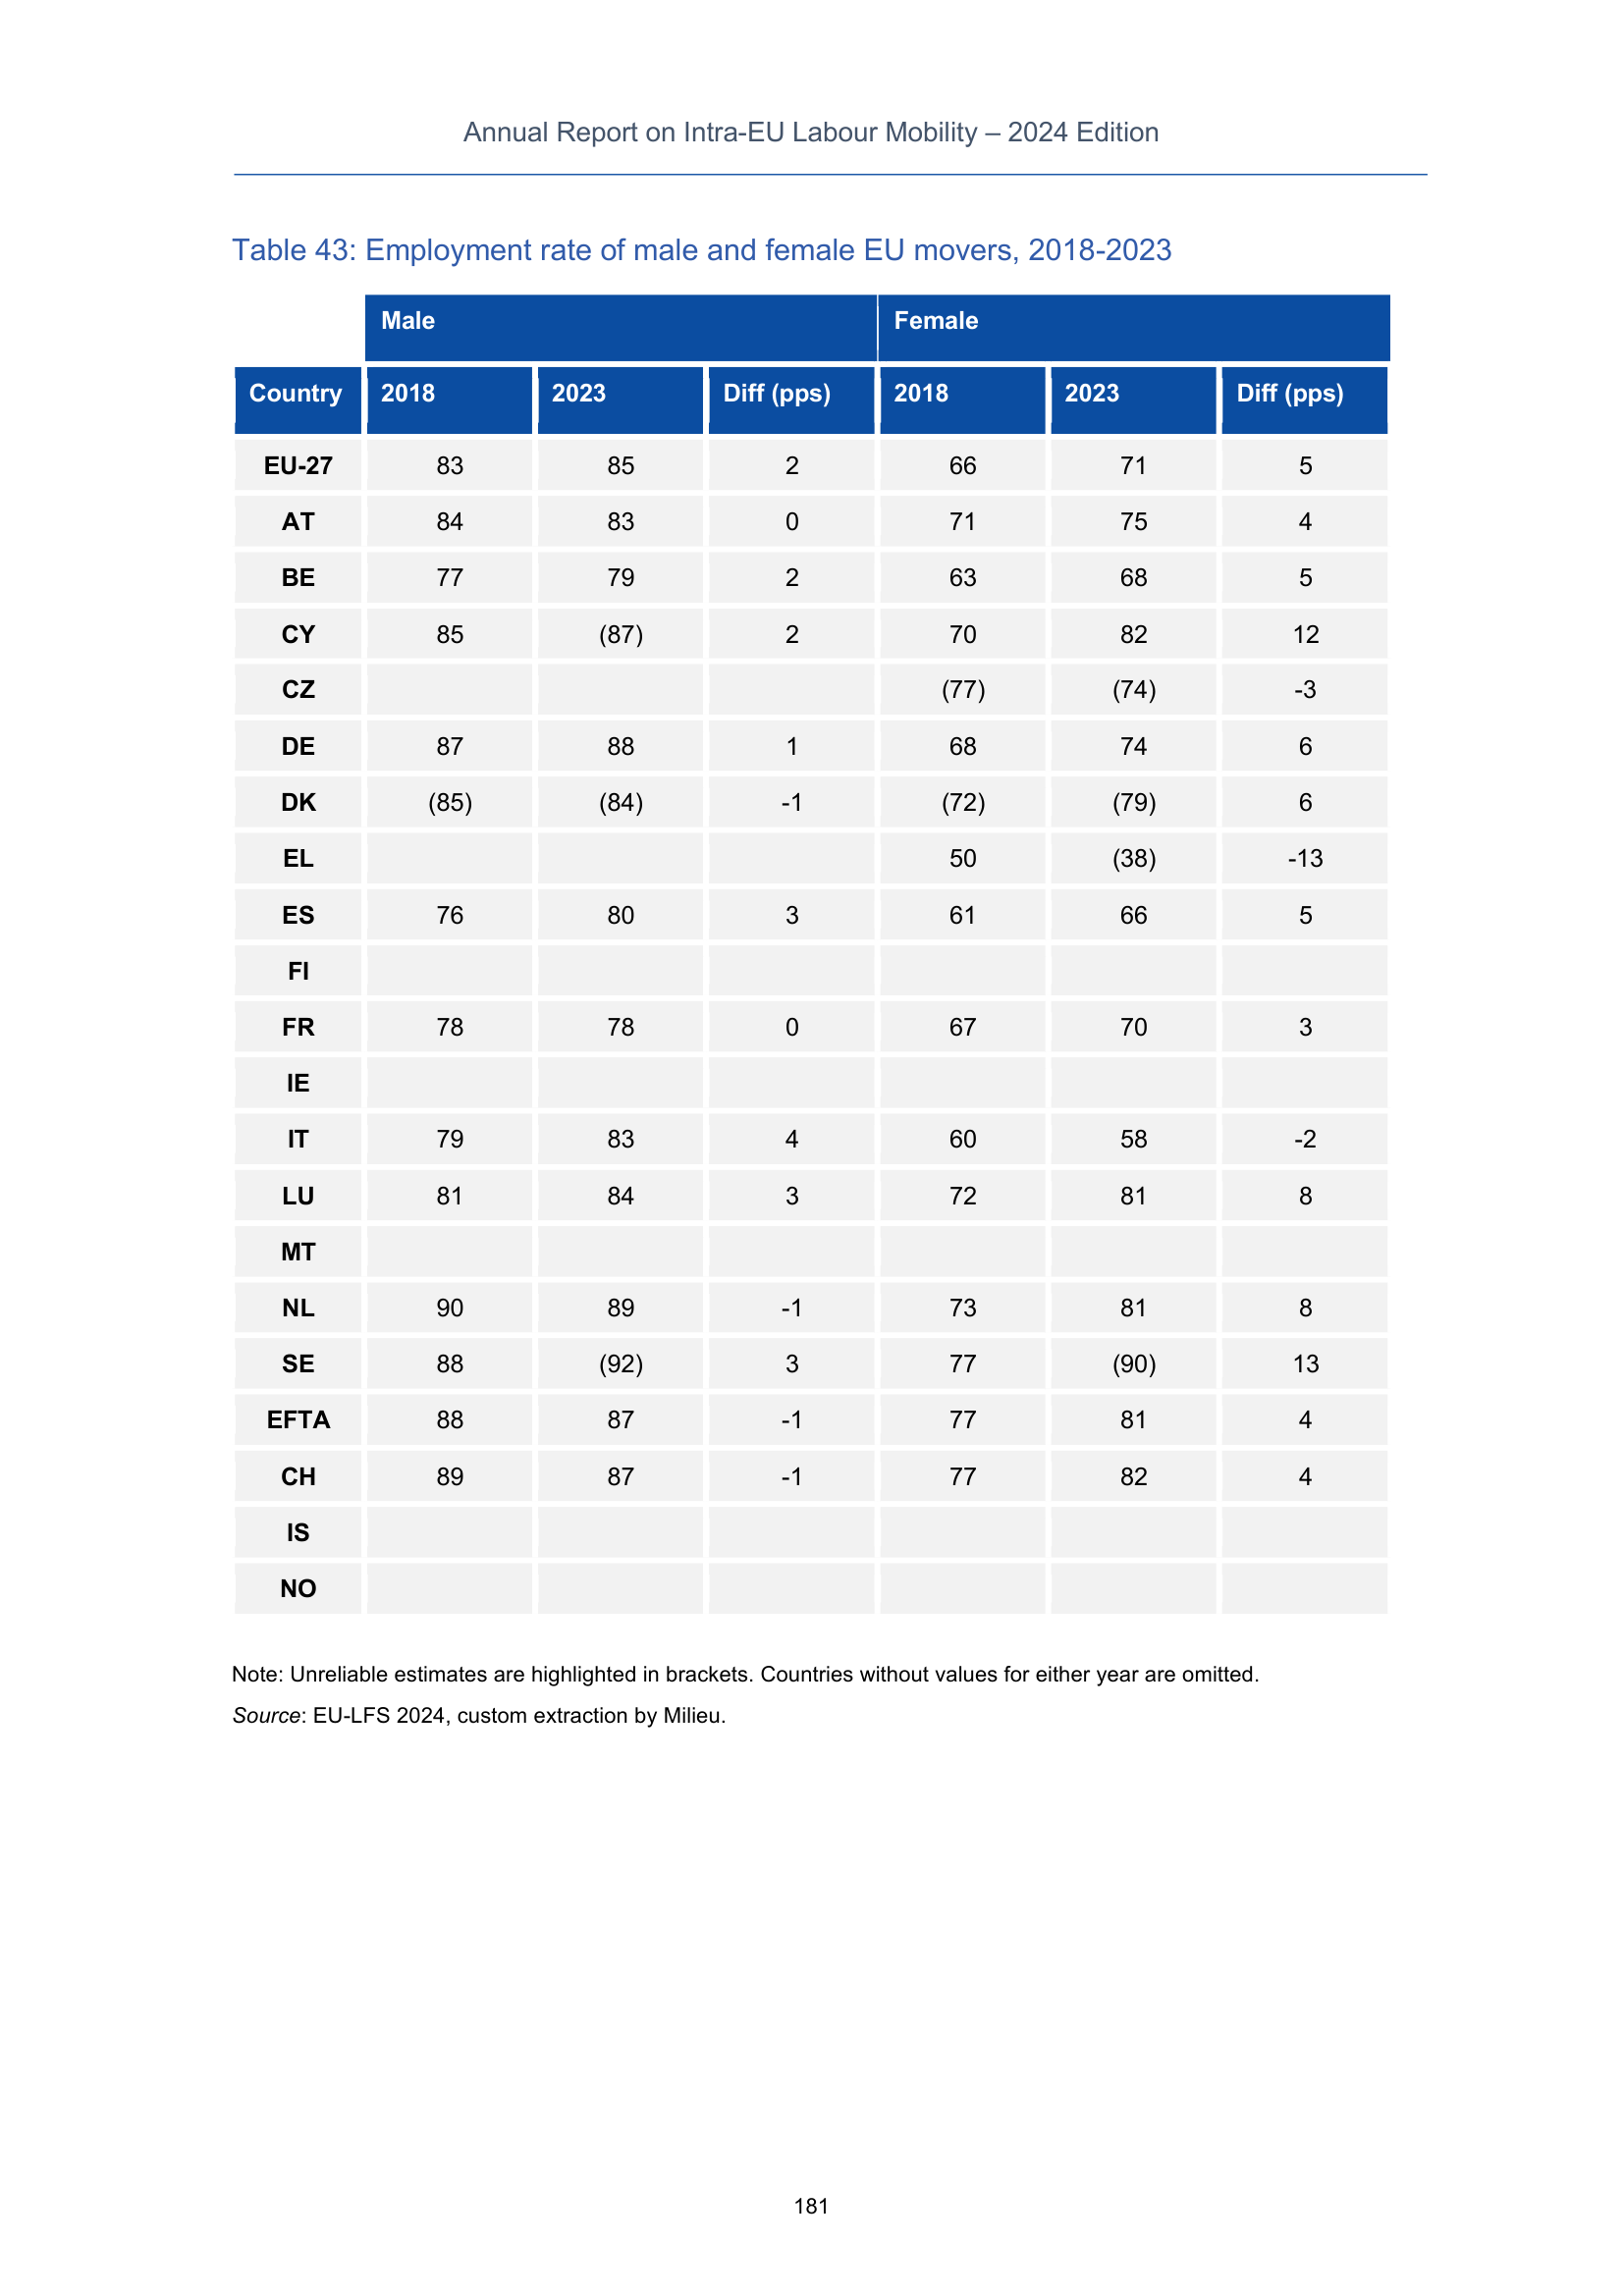 Annual Report on Intra-EU Labour Mobility – 2024 Edition
Table 43: Employment rate of male and female EU movers, 2018-2023
Male Female
Country 2018 2023 Diff (pps) 2018 2023 Diff (pps)
EU-27 83 85 2 66 71 5
AT 84 83 0 71 75 4
BE 77 79 2 63 68 5
CY 85 (87) 2 70 82 12
CZ (77) (74) -3
DE 87 88 1 68 74 6
DK (85) (84) -1 (72) (79) 6
EL 50 (38) -13
ES 76 80 3 61 66 5
FI
FR 78 78 0 67 70 3
IE
IT 79 83 4 60 58 -2
LU 81 84 3 72 81 8
MT
NL 90 89 -1 73 81 8
SE 88 (92) 3 77 (90) 13
EFTA 88 87 -1 77 81 4
CH 89 87 -1 77 82 4
IS
NO
Note: Unreliable estimates are highlighted in brackets. Countries without values for either year are omitted.
Source: EU-LFS 2024, custom extraction by Milieu.
181